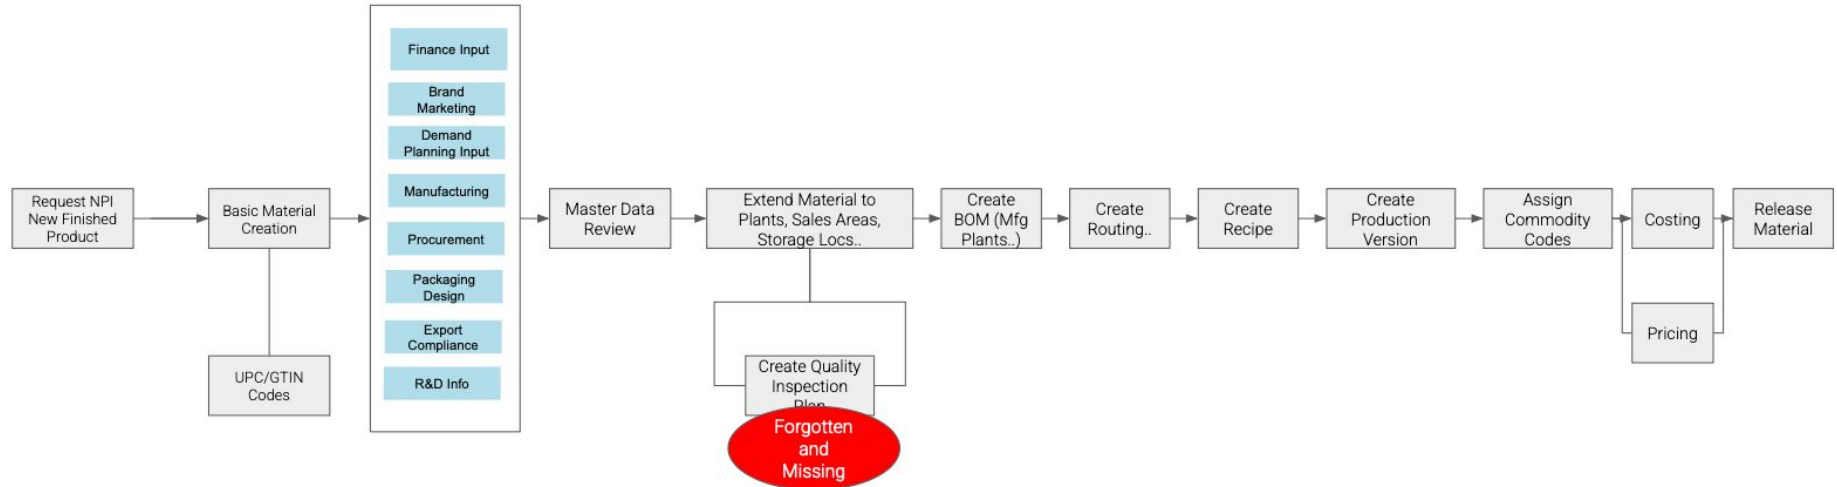 Request NPI
New Finished
Product
Basic Material
Creation
UPC/GTIN
Codes
Finance Input
Brand
Marketing
Demand
Planning Input
Manufacturing
Procurement
Packaging
Design
Export
Compliance
R&D Info
Master Data
Review
Extend Material to
Plants, Sales Areas,
Storage Locs..
Create Quality
Inspection
Plan
Forgotten
and
Missing
Create
BOM (Mfg
Plants..)
Create
Routing..
Create
Recipe
Create
Production
Version
Assign
Commodity
Codes
Costing
Pricing
Release
Material